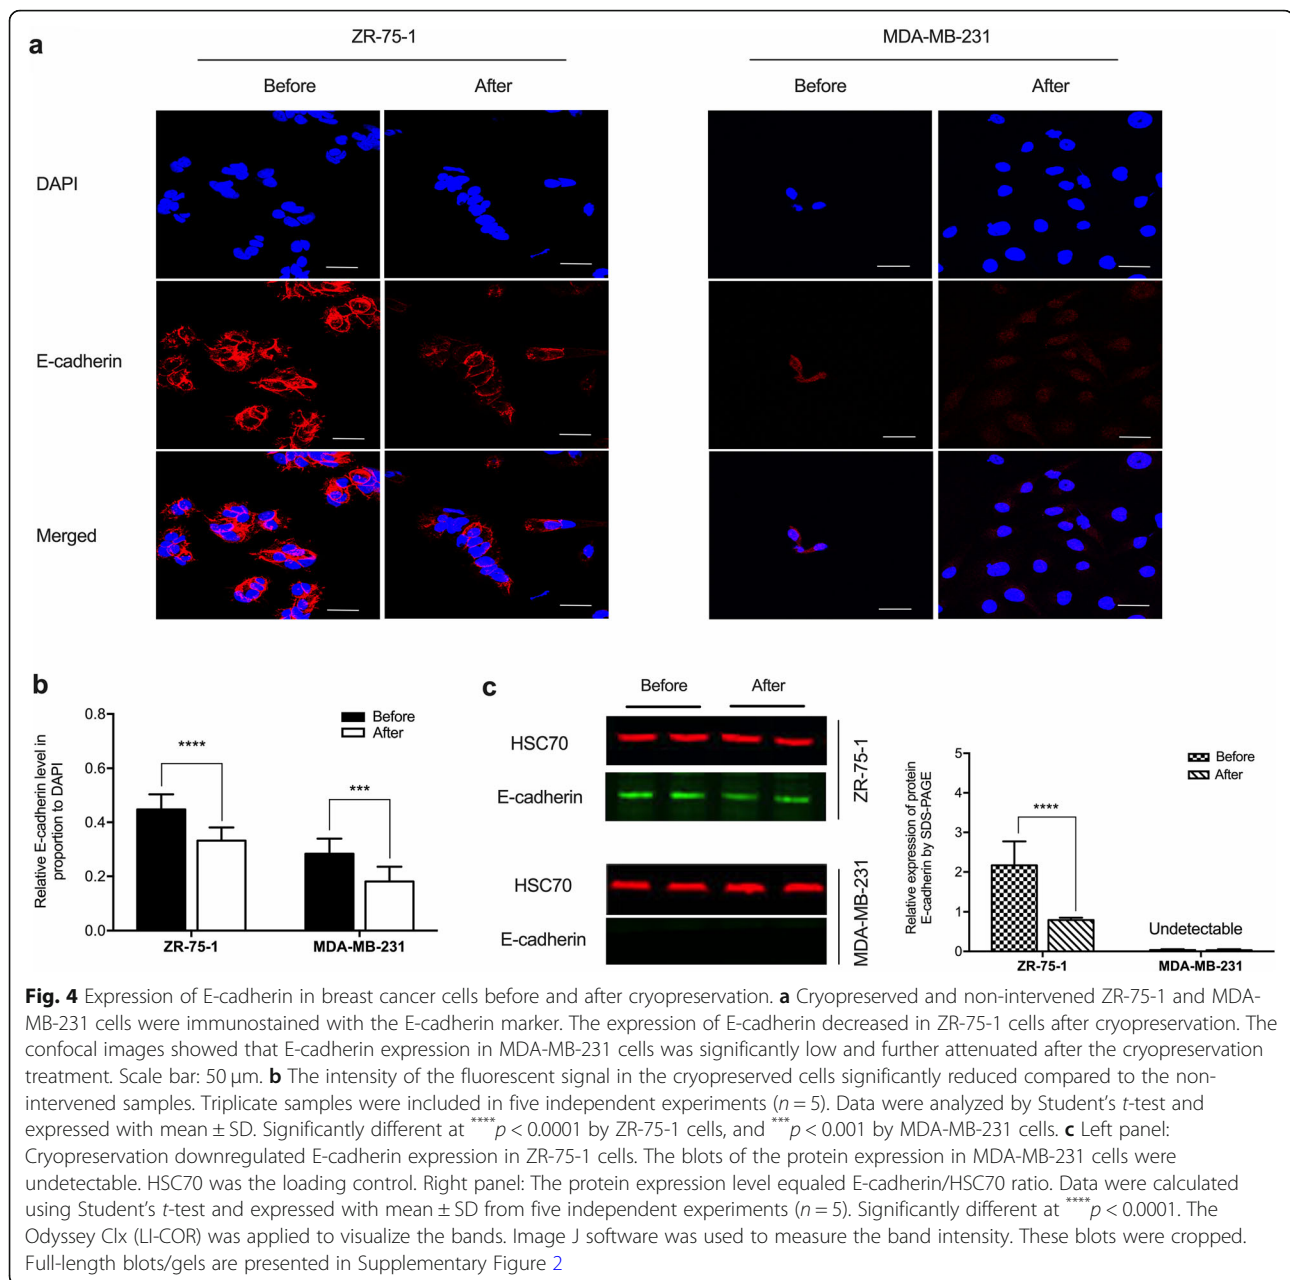 a
ZR-75-1
MDA-MB-231
Before
After
Before
After
DAPI
E-cadherin
Merged
b
Relative E-cadherin level in
proportion to DAPI
0.8
0.6
0.4
0.2
0.0
Before
After
****
***
ZR-75-1
MDA-MB-231
c
Before
After
HSC70
E-cadherin
ZR-75-1
HSC70
E-cadherin
MDA-MB-231
Relative expression of protein
E-cadherin by SDS-PAGE
5
4
3
2
1
0
Before
After
****
Undetectable
ZR-75-1
MDA-MB-231
Fig. 4 Expression of E-cadherin in breast cancer cells before and after cryopreservation. a Cryopreserved and non-intervened ZR-75-1 and MDA-
MB-231 cells were immunostained with the E-cadherin marker. The expression of E-cadherin decreased in ZR-75-1 cells after cryopreservation. The
confocal images showed that E-cadherin expression in MDA-MB-231 cells was significantly low and further attenuated after the cryopreservation
treatment. Scale bar: 50 μm. b The intensity of the fluorescent signal in the cryopreserved cells significantly reduced compared to the non-
intervened samples. Triplicate samples were included in five independent experiments (n = 5). Data were analyzed by Student's t-test and
expressed with mean ± SD. Significantly different at ****p < 0.0001 by ZR-75-1 cells, and ***p < 0.001 by MDA-MB-231 cells. c Left panel:
Cryopreservation downregulated E-cadherin expression in ZR-75-1 cells. The blots of the protein expression in MDA-MB-231 cells were
undetectable. HSC70 was the loading control. Right panel: The protein expression level equaled E-cadherin/HSC70 ratio. Data were calculated
using Student's t-test and expressed with mean ± SD from five independent experiments (n = 5). Significantly different at ****p < 0.0001. The
Odyssey Clx (LI-COR) was applied to visualize the bands. Image J software was used to measure the band intensity. These blots were cropped.
Full-length blots/gels are presented in Supplementary Figure 2